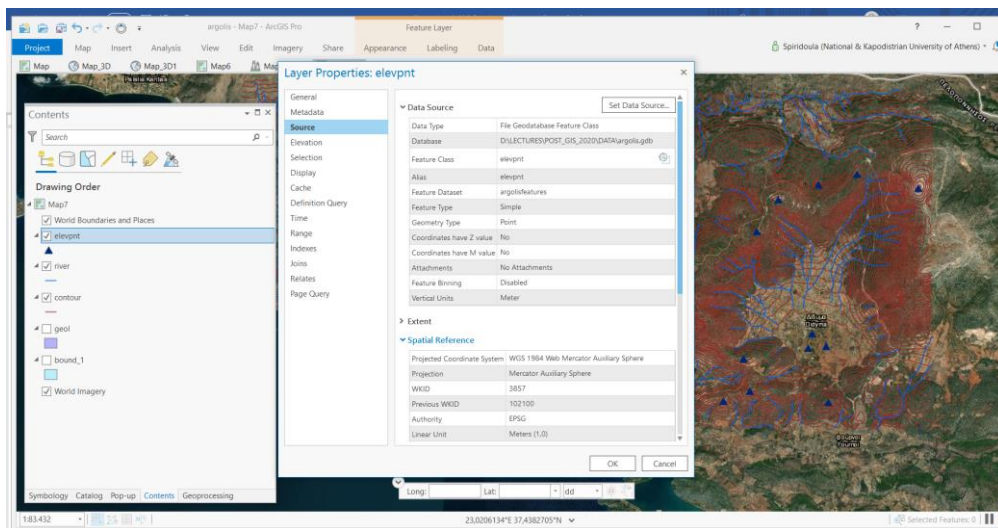 argolis - Map7 - ArcGIS Pro
Feature Layer
?
Project Map Insert Analysis View Edit Imagery Share Appearance Labeling Data
Spiridoula (National & Kapodistrian University of Athens)
Map Map_3D Map_3D1 Map6
Contents
Search
Drawing Order
Map7
World Boundaries and Places
elevpnt
river
contour
geol
bound_1
World Imagery
Symbology Catalog Pop-up Contents Geoprocessing
Layer Properties: elevpnt
General
Metadata
Source
Elevation
Selection
Display
Cache
Definition Query
Time
Range
Indexes
Joins
Relates
Page Query
Data Source
Set Data Source...
Data Type File Geodatabase Feature Class
Database D:\LECTURES\POST_GIS_2020\DATA\argolis.gdb
Feature Class elevpnt
Alias elevpnt
Feature Dataset argolisfeatures
Feature Type Simple
Geometry Type Point
Coordinates have Z value No
Coordinates have M value No
Attachments No Attachments
Feature Binning Disabled
Vertical Units Meter
Extent
Spatial Reference
Projected Coordinate System WGS 1984 Web Mercator Auxiliary Sphere
Projection Mercator Auxiliary Sphere
WKID 3857
Previous WKID 102100
Authority EPSG
Linear Unit Meters (1.0)
OK Cancel
Didyma
Long: Lat: dd
1:83.432
23,0206134°E 37,4382705°N
Selected Features: 0